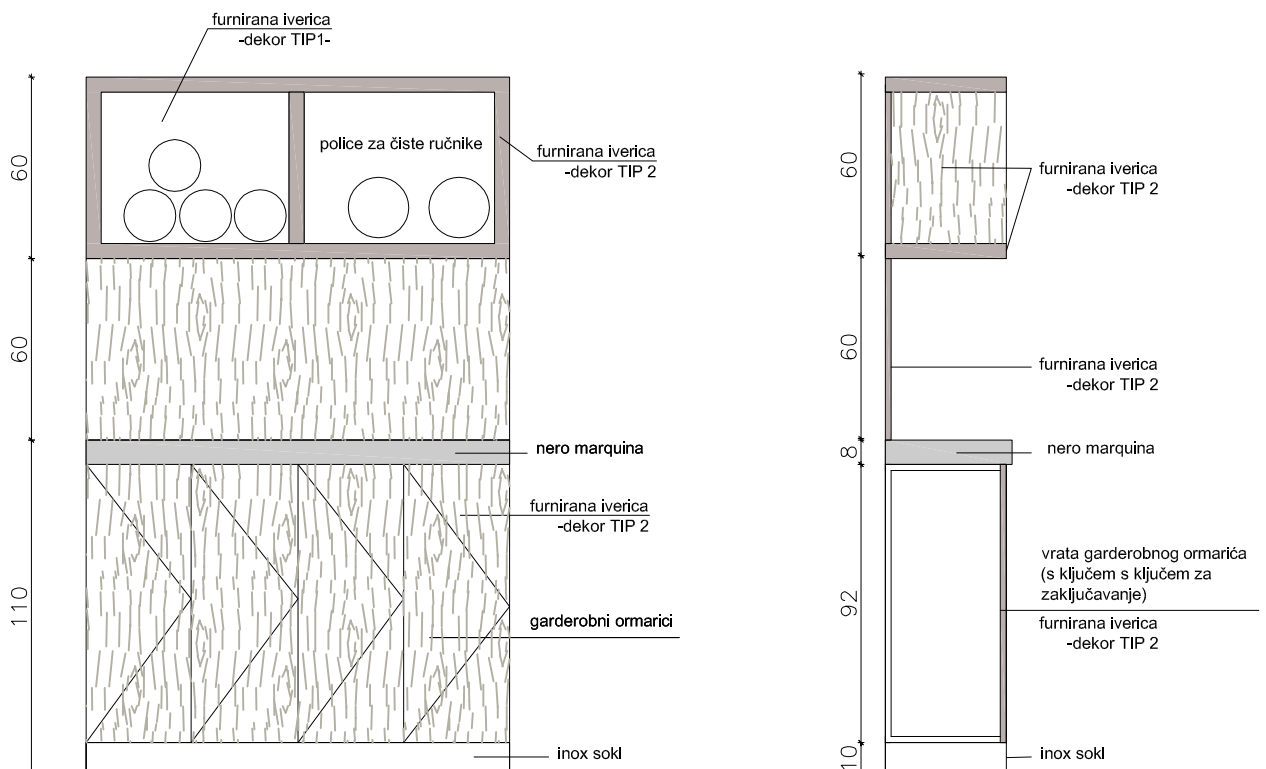 furnirana iverica
-dekor TIP1-
police za čiste ručnike
furnirana iverica
-dekor TIP 2
60
60
110
nero marquina
furnirana iverica
-dekor TIP 2
garderobni ormarici
inox sokl
60
60
8
92
10
furnirana iverica
-dekor TIP 2
furnirana iverica
-dekor TIP 2
nero marquina
vrata garderobnog ormarića
(s ključem s ključem za
zaključavanje)
furnirana iverica
-dekor TIP 2
inox sokl